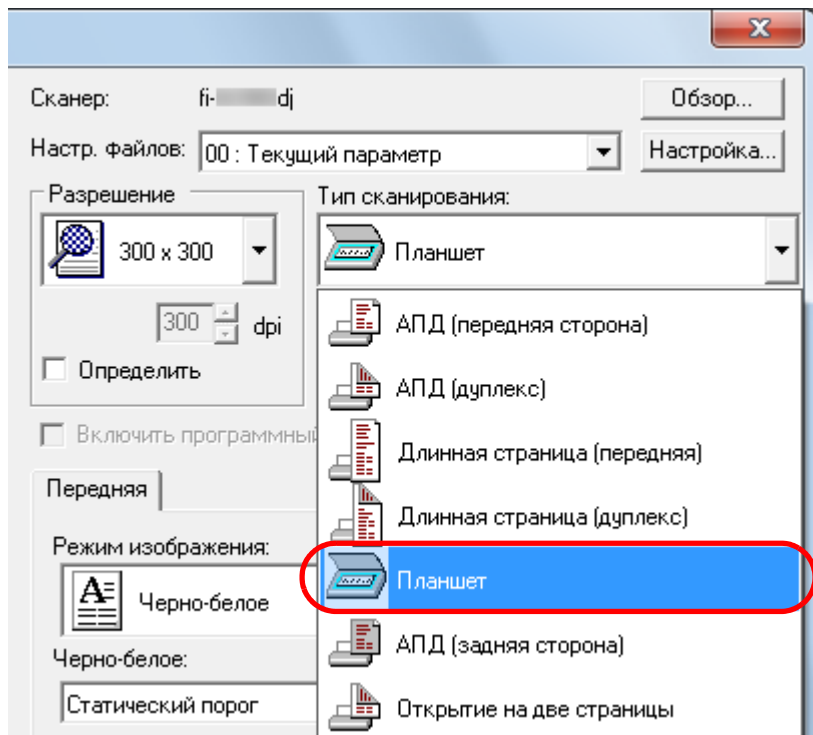 Сканер: fi- dj Обзор...
Настр. файлов: 00 : Текущий параметр Настройка...
Разрешение
300 x 300
300 dpi
Определить
Тип сканирования:
Планшет
АПД (передняя сторона)
АПД (дуплекс)
Длинная страница (передняя)
Длинная страница (дуплекс)
Планшет
АПД (задняя сторона)
Открытие на две страницы
Включить программный
Передняя
Режим изображения:
Черно-белое
Черно-белое:
Статический порог